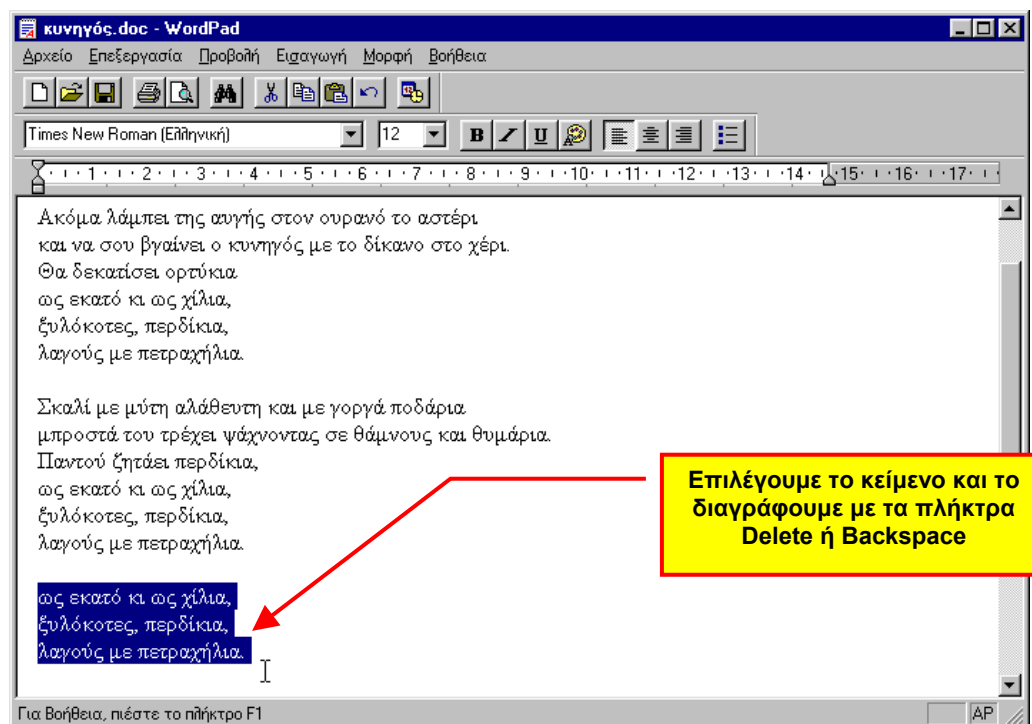 κυνηγός.doc - WordPad
Αρχείο Επεξεργασία Προβολή Εισαγωγή Μορφή Βοήθεια
Times New Roman (Ελληνική) 12 B I U
1 2 3 4 5 6 7 8 9 10 11 12 13 14 15 16 17
Ακόμα λάμπει της αυγής στον ουρανό το αστέρι
και να σου βγαίνει ο κυνηγός με το δίκανο στο χέρι.
Θα δεκατίσει ορτύκια
ως εκατό κι ως χίλια,
ξυλόκοτες, περδίκια,
λαγούς με πετραχήλια.
Σκαλί με μύτη αλάθευτη και με γοργά ποδάρια
μπροστά του τρέχει ψάχνοντας σε θάμνους και θυμάρια.
Παντού ζητάει περδίκια,
ως εκατό κι ως χίλια,
ξυλόκοτες, περδίκια,
λαγούς με πετραχήλια.
Επιλέγουμε το κείμενο και το
διαγράφουμε με τα πλήκτρα
Delete ή Backspace
ως εκατό κι ως χίλια,
ξυλόκοτες, περδίκια,
λαγούς με πετραχήλια.
Για Βοήθεια, πιέστε το πλήκτρο F1
AP